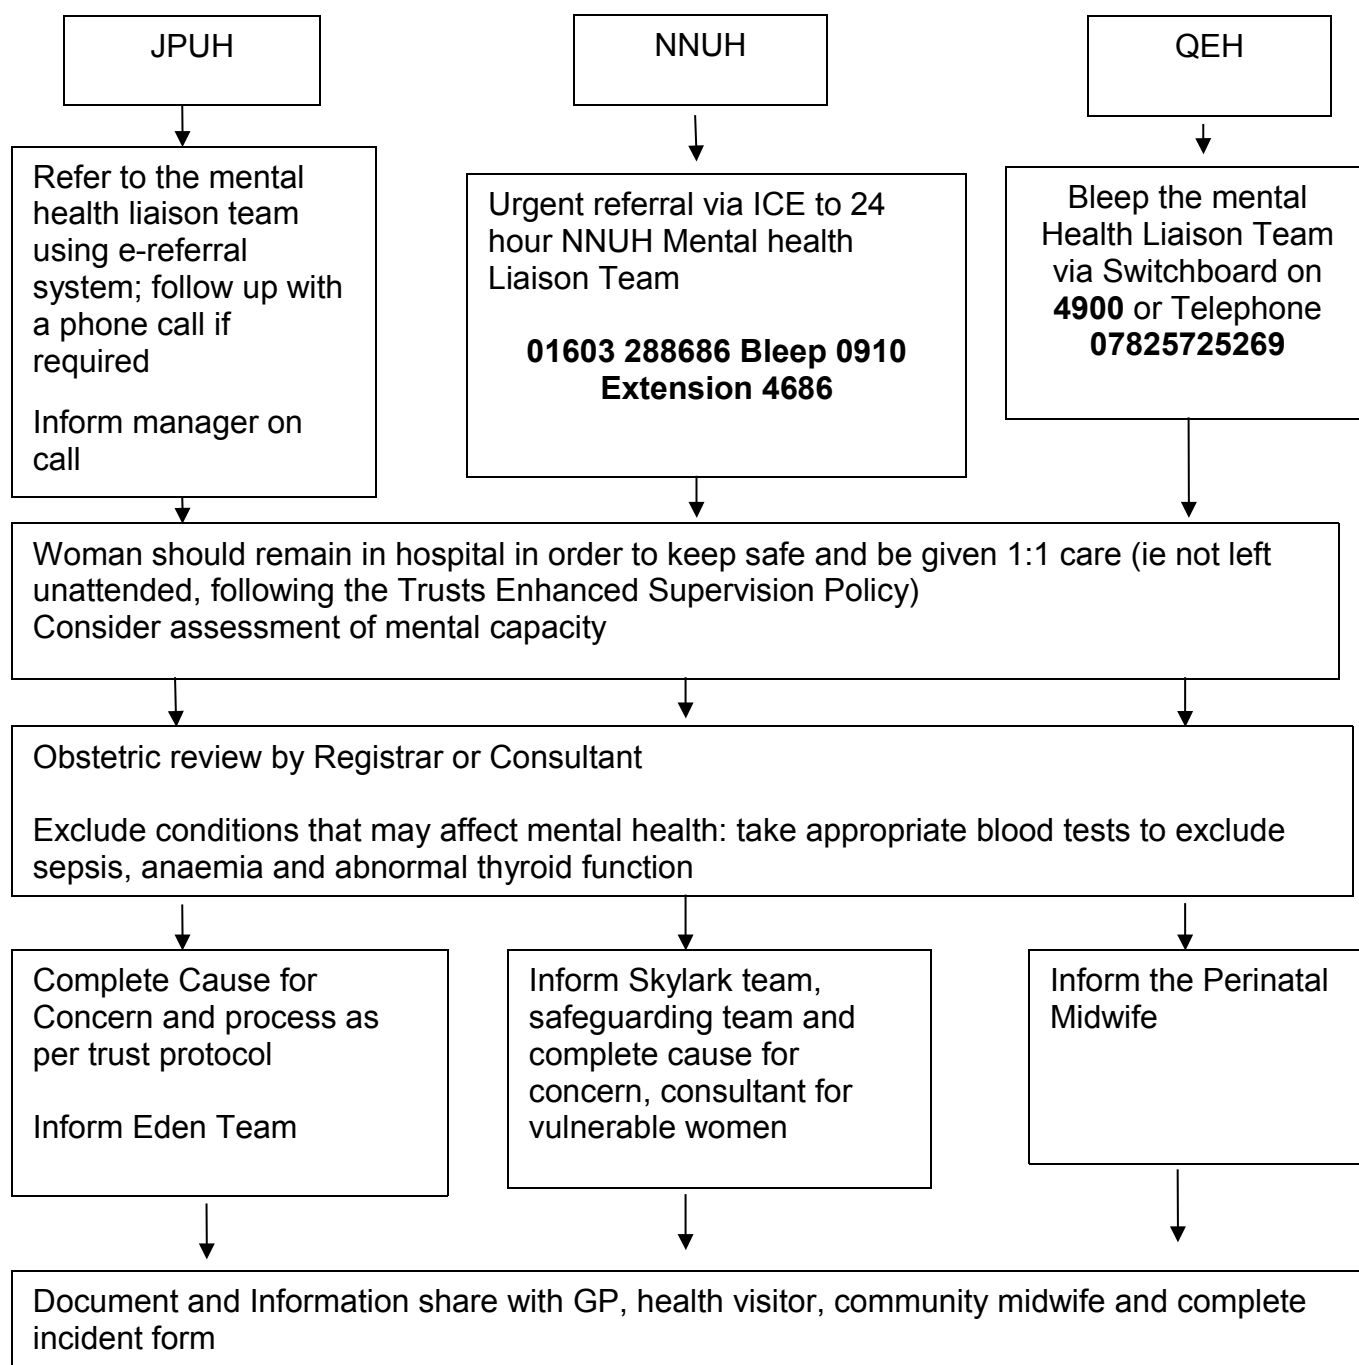 JPUH
NNUH
QEH
Refer to the mental
health liaison team
using e-referral
system; follow up with
a phone call if
required
Inform manager on
call
Urgent referral via ICE to 24
hour NNUH Mental health
Liaison Team
01603 288686 Bleep 0910
Extension 4686
Bleep the mental
Health Liaison Team
via Switchboard on
4900 or Telephone
07825725269
Woman should remain in hospital in order to keep safe and be given 1:1 care (ie not left
unattended, following the Trusts Enhanced Supervision Policy)
Consider assessment of mental capacity
Obstetric review by Registrar or Consultant
Exclude conditions that may affect mental health: take appropriate blood tests to exclude
sepsis, anaemia and abnormal thyroid function
Complete Cause for
Concern and process as
per trust protocol
Inform Eden Team
Inform Skylark team,
safeguarding team and
complete cause for
concern, consultant for
vulnerable women
Inform the Perinatal
Midwife
Document and Information share with GP, health visitor, community midwife and complete
incident form